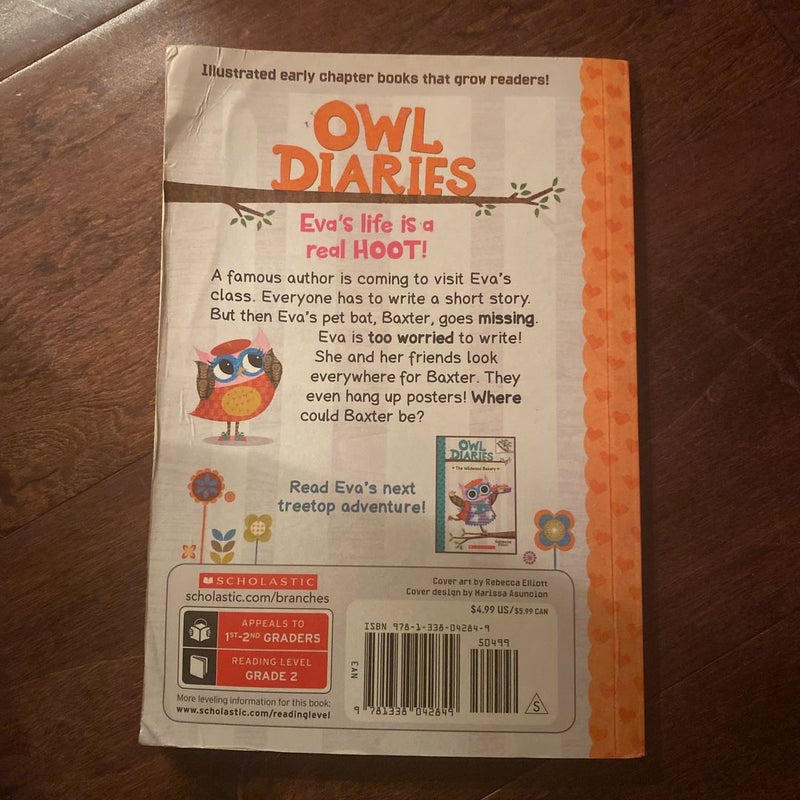 Illustrated early chapter books that grow readers!
OWL
DIARIES
Eva's life is a
real HOOT!
A famous author is coming to visit Eva's
class. Everyone has to write a short story.
But then Eva's pet bat, Baxter, goes missing.
Eva is too worried to write!
She and her friends look
everywhere for Baxter. They
even hang up posters! Where
could Baxter be?
OWL
DIARIES
The Wildwood Bakery
Read Eva's next
treetop adventure!
SCHOLASTIC
scholastic.com/branches
APPEALS TO
1ST-2ND GRADERS
READING LEVEL
GRADE 2
More leveling information for this book:
www.scholastic.com/readinglevel
Cover art by Rebecca Elliott
Cover design by Marissa Asuncion
$4.99 US/$5.99 CAN
ISBN 978-1-338-04284-9
50499
EAN
9 781338 042849
S